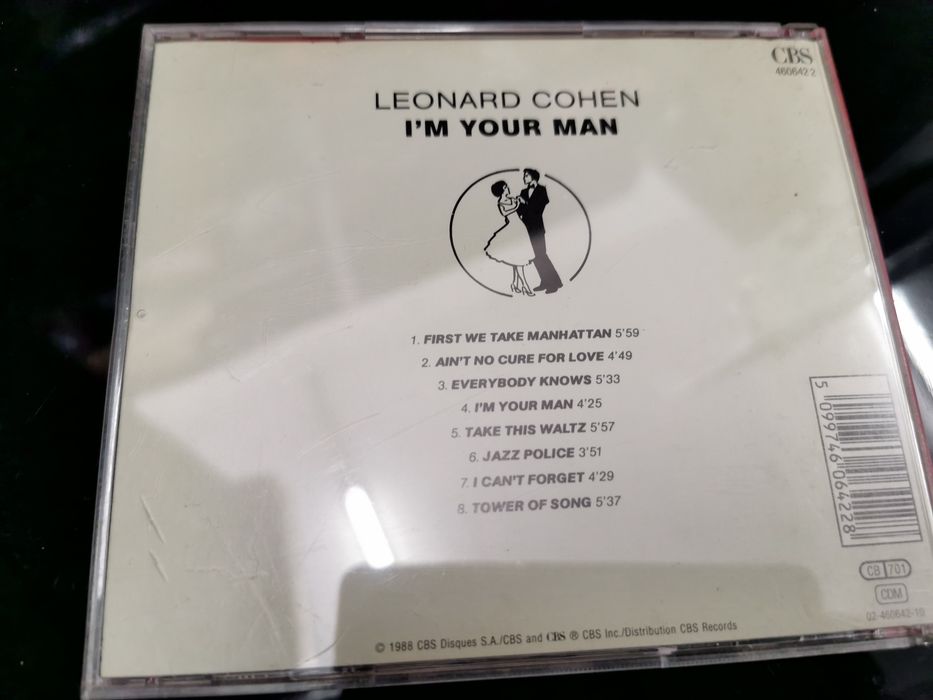 CBS
460642 2
LEONARD COHEN
I'M YOUR MAN
1. FIRST WE TAKE MANHATTAN 5'59
2. AIN'T NO CURE FOR LOVE 4'49
3. EVERYBODY KNOWS 5'33
4. I'M YOUR MAN 4'25
5. TAKE THIS WALTZ 5'57
6. JAZZ POLICE 3'51
7. I CAN'T FORGET 4'29
8. TOWER OF SONG 5'37
5 099746 064228
CB 701
CDM
02-460642-10
© 1988 CBS Disques S.A./CBS and CBS ® CBS Inc./Distribution CBS Records